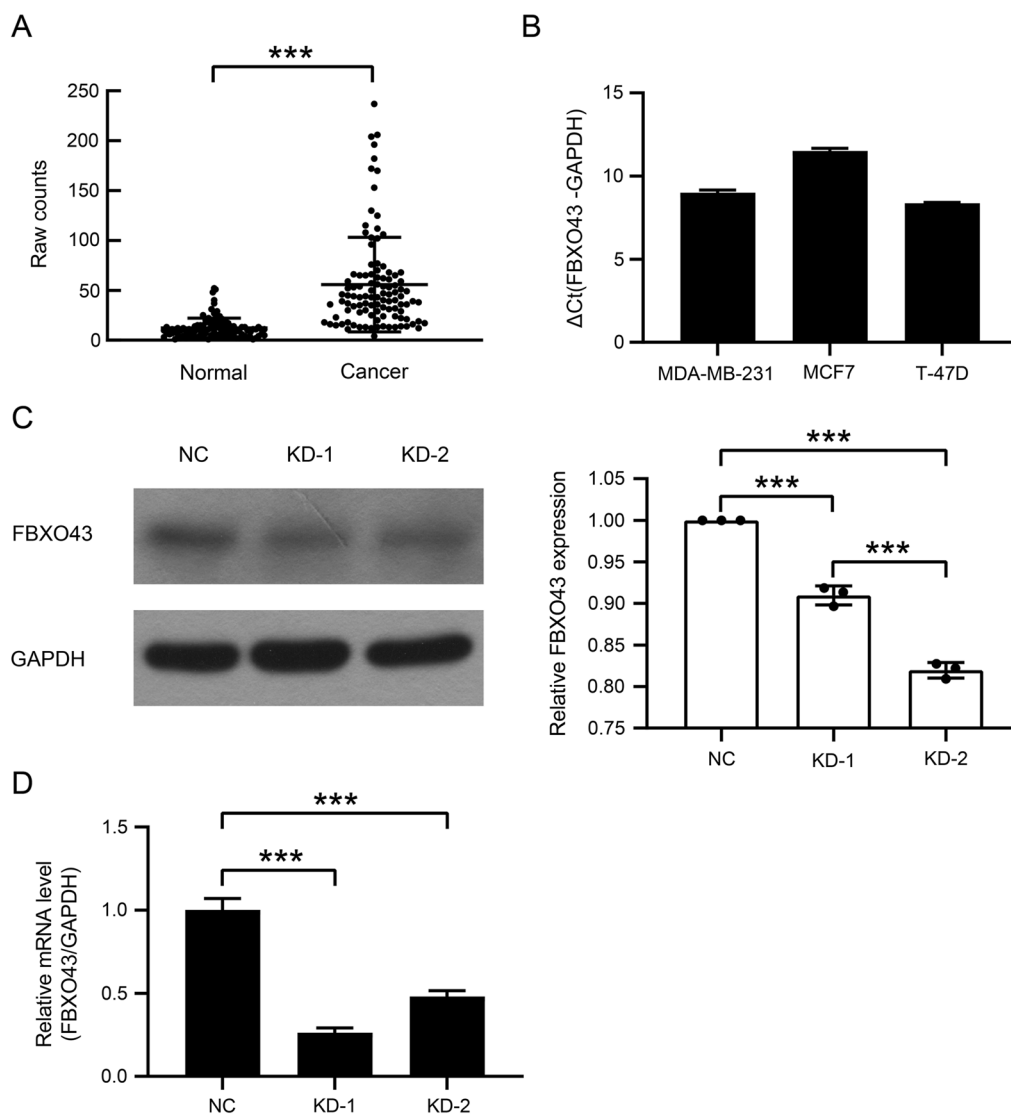 A
***
Raw counts
250
200
150
100
50
0
Normal
Cancer
B
ΔCt(FBXO43 -GAPDH)
15
10
5
0
MDA-MB-231
MCF7
T-47D
C
NC
KD-1
KD-2
FBXO43
GAPDH
***
***
***
Relative FBXO43 expression
1.05
1.00
0.95
0.90
0.85
0.80
0.75
NC
KD-1
KD-2
D
***
***
Relative mRNA level
(FBXO43/GAPDH)
1.5
1.0
0.5
0.0
NC
KD-1
KD-2